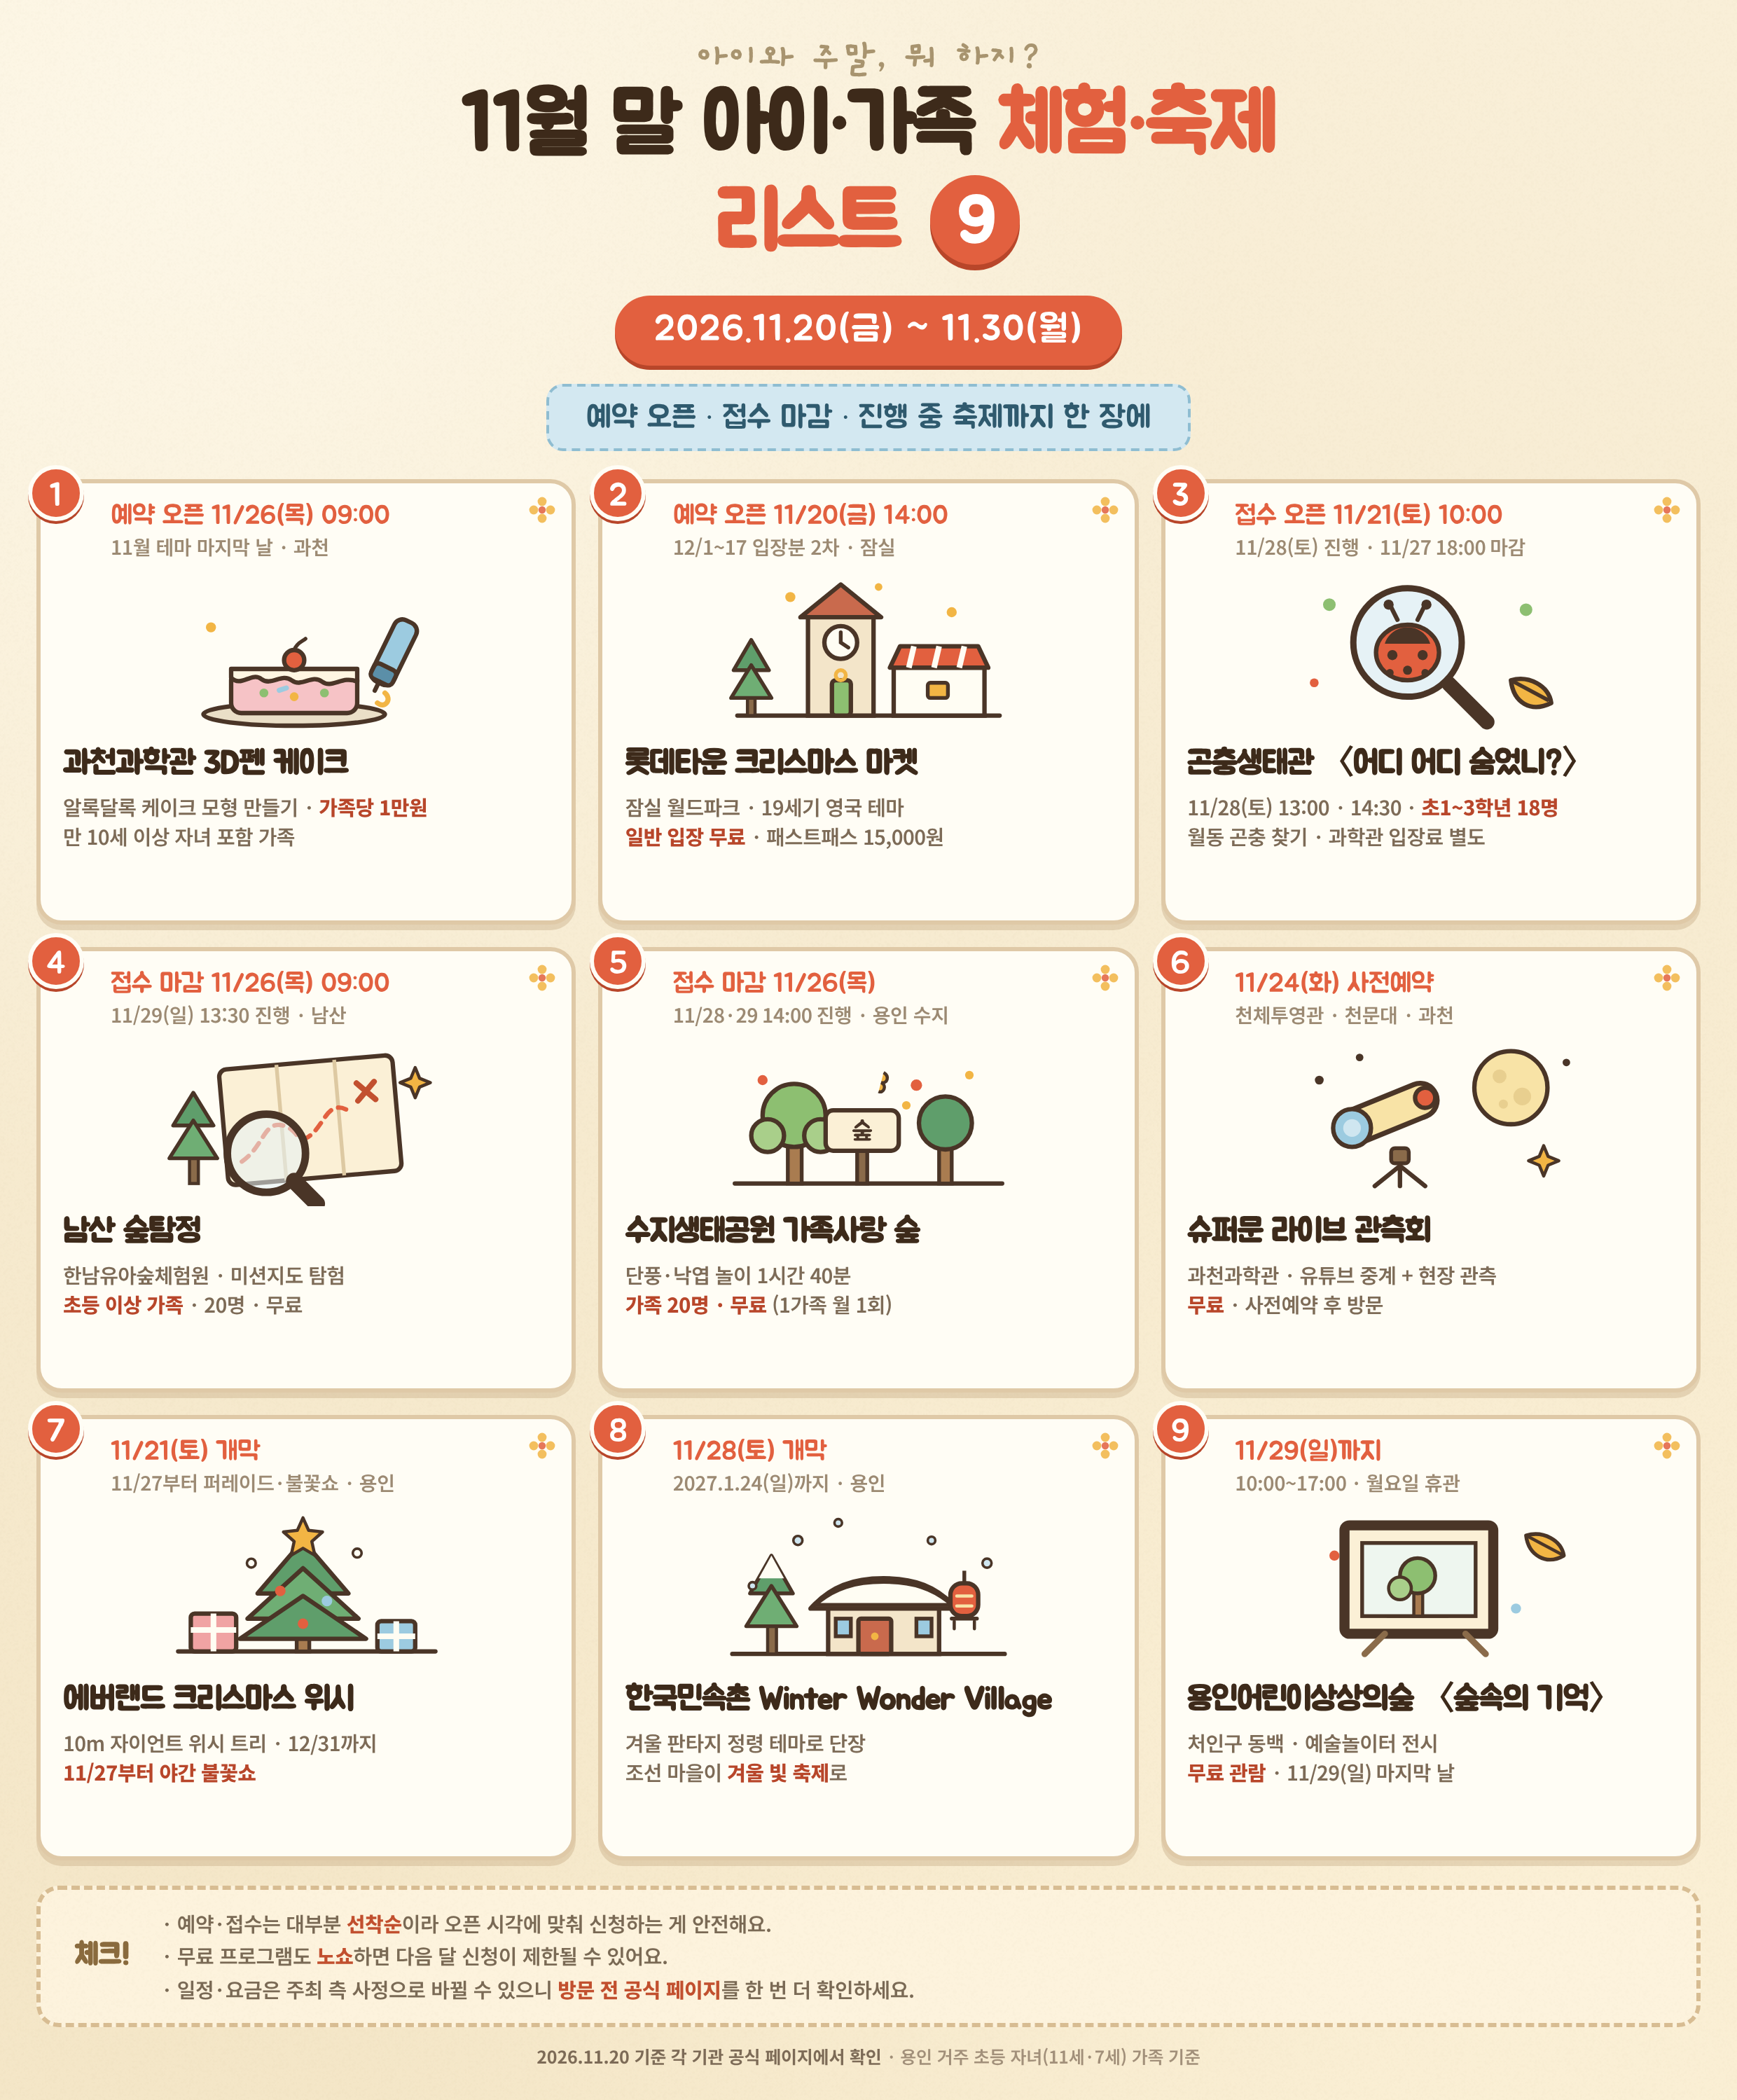 아이와 주말, 뭐 하지?
11월 말 아이·가족 체험·축제
리스트 9
2026.11.20(금) ~ 11.30(월)
예약 오픈 · 접수 마감 · 진행 중 축제까지 한 장에
1
예약 오픈 11/26(목) 09:00
11월 테마 마지막 날 · 과천
과천과학관 3D펜 케이크
알록달록 케이크 모형 만들기 · 가족당 1만원
만 10세 이상 자녀 포함 가족
2
예약 오픈 11/20(금) 14:00
12/1~17 입장분 2차 · 잠실
롯데타운 크리스마스 마켓
잠실 월드파크 · 19세기 영국 테마
일반 입장 무료 · 패스트패스 15,000원
3
접수 오픈 11/21(토) 10:00
11/28(토) 진행 · 11/27 18:00 마감
곤충생태관 〈어디 어디 숨었니?〉
11/28(토) 13:00 · 14:30 · 초1~3학년 18명
월동 곤충 찾기 · 과학관 입장료 별도
4
접수 마감 11/26(목) 09:00
11/29(일) 13:30 진행 · 남산
남산 숲탐정
한남유아숲체험원 · 미션지도 탐험
초등 이상 가족 · 20명 · 무료
5
접수 마감 11/26(목)
11/28·29 14:00 진행 · 용인 수지
숲
수지생태공원 가족사랑 숲
단풍·낙엽 놀이 1시간 40분
가족 20명 · 무료 (1가족 월 1회)
6
11/24(화) 사전예약
천체투영관 · 천문대 · 과천
슈퍼문 라이브 관측회
과천과학관 · 유튜브 중계 + 현장 관측
무료 · 사전예약 후 방문
7
11/21(토) 개막
11/27부터 퍼레이드·불꽃쇼 · 용인
에버랜드 크리스마스 위시
10m 자이언트 위시 트리 · 12/31까지
11/27부터 야간 불꽃쇼
8
11/28(토) 개막
2027.1.24(일)까지 · 용인
한국민속촌 Winter Wonder Village
겨울 판타지 정령 테마로 단장
조선 마을이 겨울 빛 축제로
9
11/29(일)까지
10:00~17:00 · 월요일 휴관
용인어린이상상의숲 〈숲속의 기억〉
처인구 동백 · 예술놀이터 전시
무료 관람 · 11/29(일) 마지막 날
체크!
· 예약·접수는 대부분 선착순이라 오픈 시각에 맞춰 신청하는 게 안전해요.
· 무료 프로그램도 노쇼하면 다음 달 신청이 제한될 수 있어요.
· 일정·요금은 주최 측 사정으로 바뀔 수 있으니 방문 전 공식 페이지를 한 번 더 확인하세요.
2026.11.20 기준 각 기관 공식 페이지에서 확인 · 용인 거주 초등 자녀(11세·7세) 가족 기준